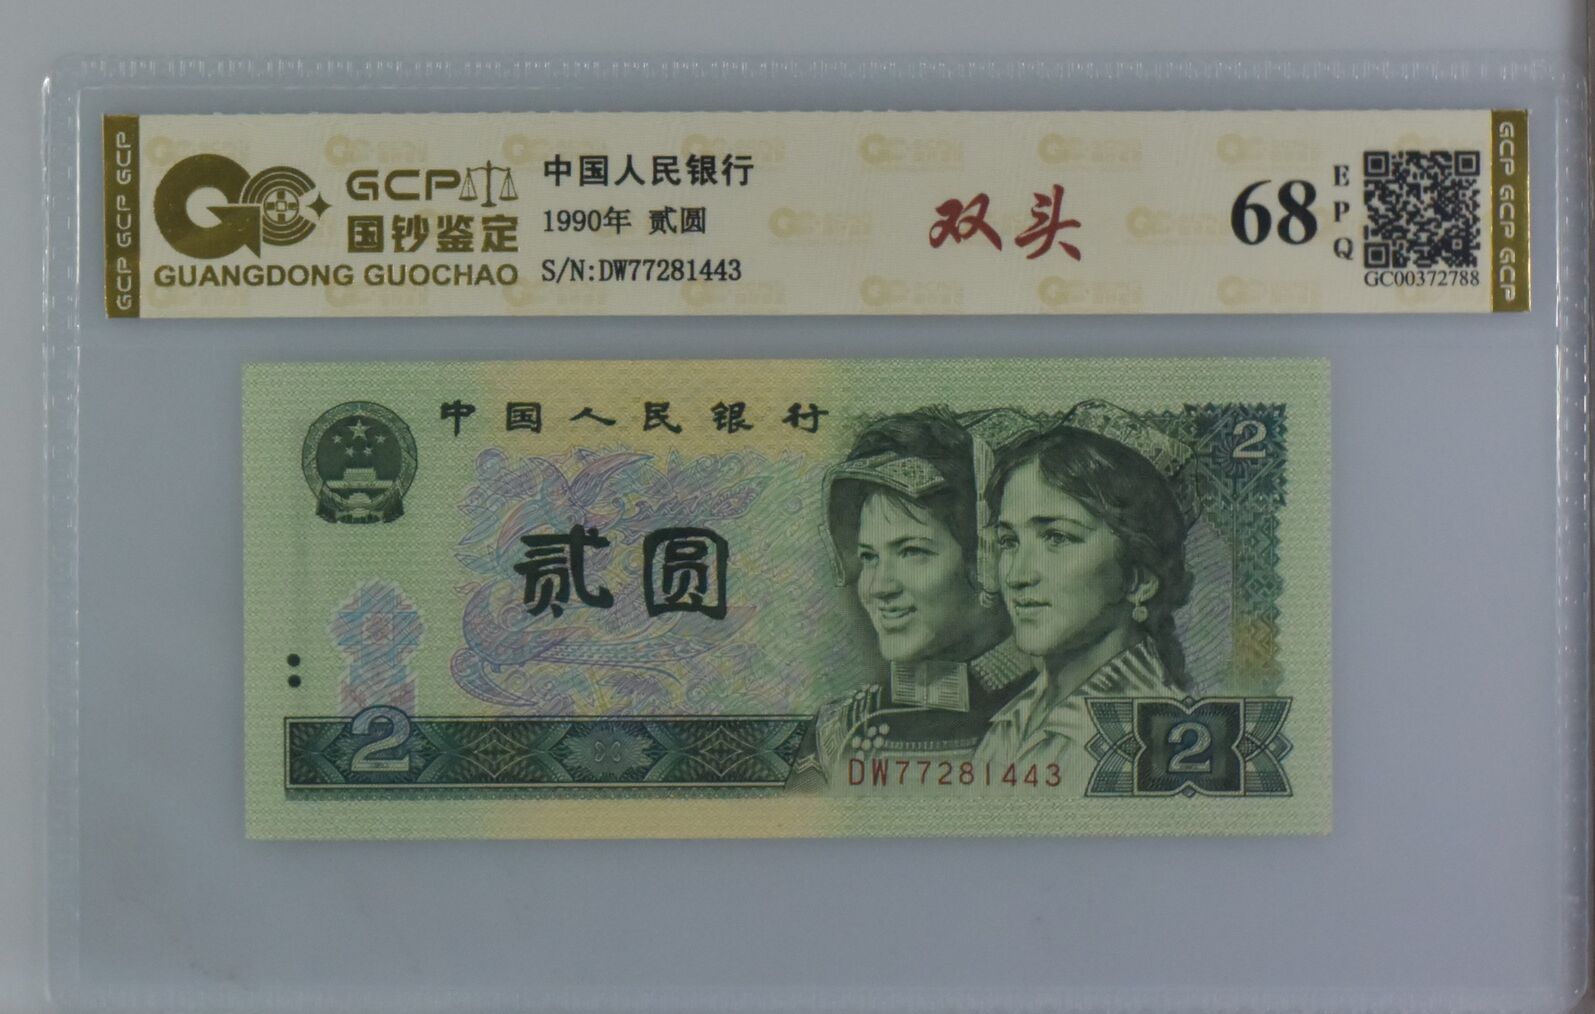 GCP GCP GCP
GCP
国钞鉴定
GUANGDONG GUOCHAO
中国人民银行
1990年 贰圆
S/N:DW77281443
双头
68
EPQ
GC00372788
GCP GCP GCP
中国人民银行
2
贰圆
2
2
DW77281443